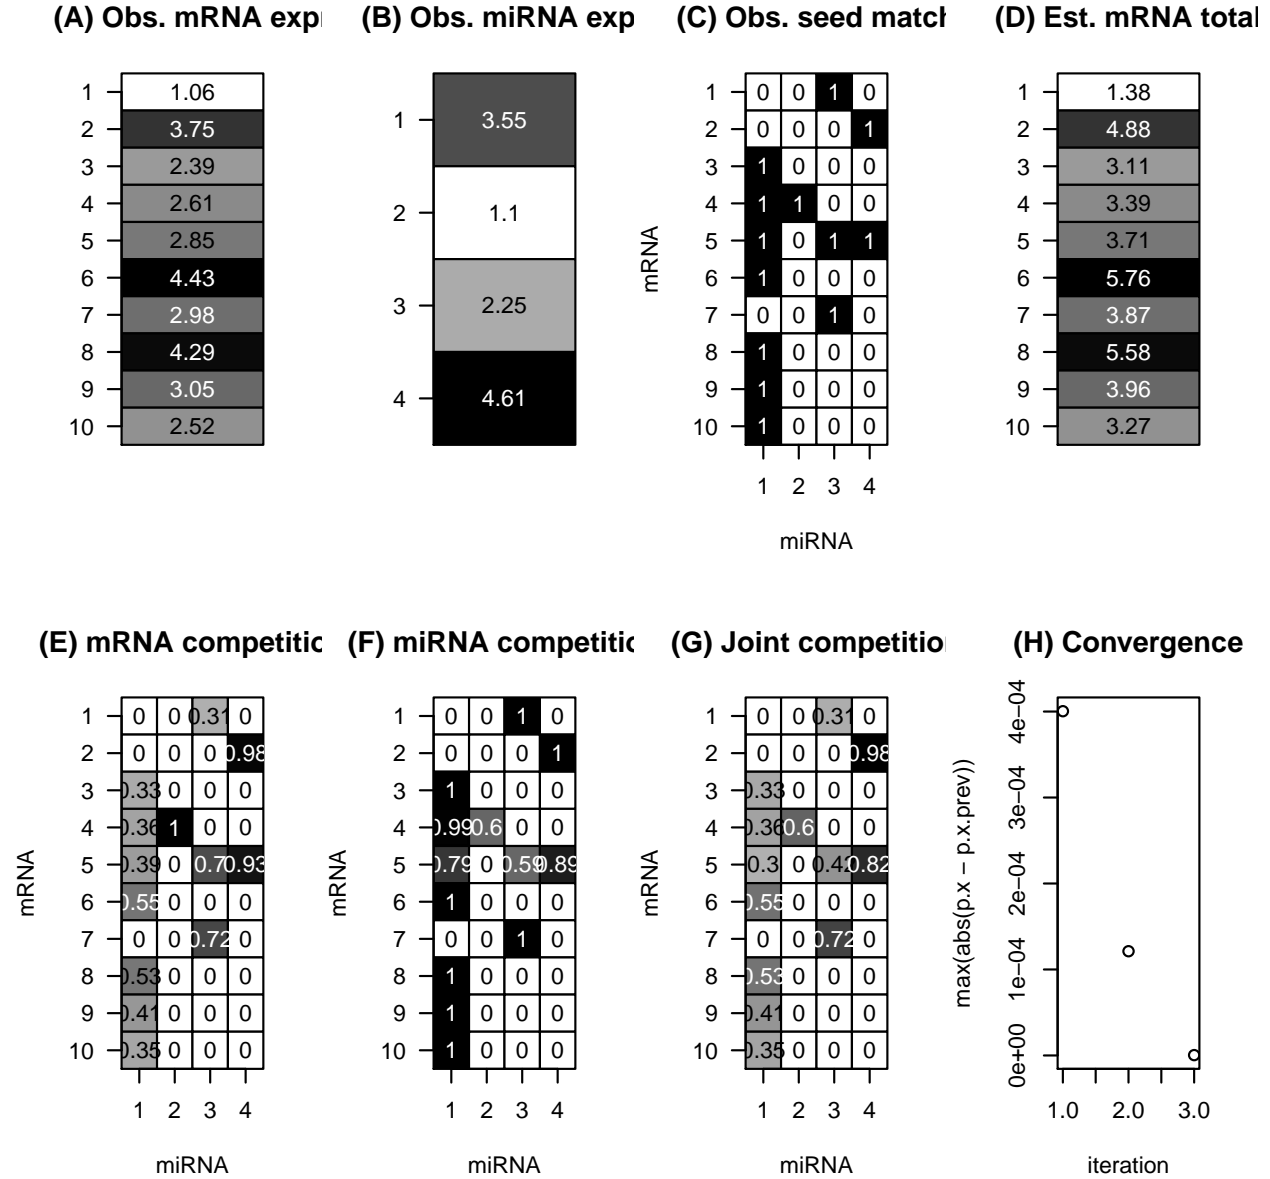 (A) Obs. mRNA expr
1 1.06
2 3.75
3 2.39
4 2.61
5 2.85
6 4.43
7 2.98
8 4.29
9 3.05
10 2.52
(B) Obs. miRNA exp
1 3.55
2 1.1
3 2.25
4 4.61
(C) Obs. seed match
mRNA
1 0 0 1 0
2 0 0 0 1
3 1 0 0 0
4 1 1 0 0
5 1 0 1 1
6 1 0 0 0
7 0 0 1 0
8 1 0 0 0
9 1 0 0 0
10 1 0 0 0
1 2 3 4
miRNA
(D) Est. mRNA total
1 1.38
2 4.88
3 3.11
4 3.39
5 3.71
6 5.76
7 3.87
8 5.58
9 3.96
10 3.27
(E) mRNA competitio
mRNA
1 0 0 0.31 0
2 0 0 0 0.98
3 0.33 0 0 0
4 0.36 1 0 0
5 0.39 0 0.7 0.93
6 0.55 0 0 0
7 0 0 0.72 0
8 0.53 0 0 0
9 0.41 0 0 0
10 0.35 0 0 0
1 2 3 4
miRNA
(F) miRNA competitio
mRNA
1 0 0 1 0
2 0 0 0 1
3 1 0 0 0
4 0.99 0.6 0 0
5 0.79 0 0.59 0.89
6 1 0 0 0
7 0 0 1 0
8 1 0 0 0
9 1 0 0 0
10 1 0 0 0
1 2 3 4
miRNA
(G) Joint competition
mRNA
1 0 0 0.31 0
2 0 0 0 0.98
3 0.33 0 0 0
4 0.36 0.6 0 0
5 0.3 0 0.42 0.82
6 0.55 0 0 0
7 0 0 0.72 0
8 0.53 0 0 0
9 0.41 0 0 0
10 0.35 0 0 0
1 2 3 4
miRNA
(H) Convergence
max(abs(p.x − p.x.prev))
0e+00 1e−04 2e−04 3e−04 4e−04
1.0 2.0 3.0
iteration